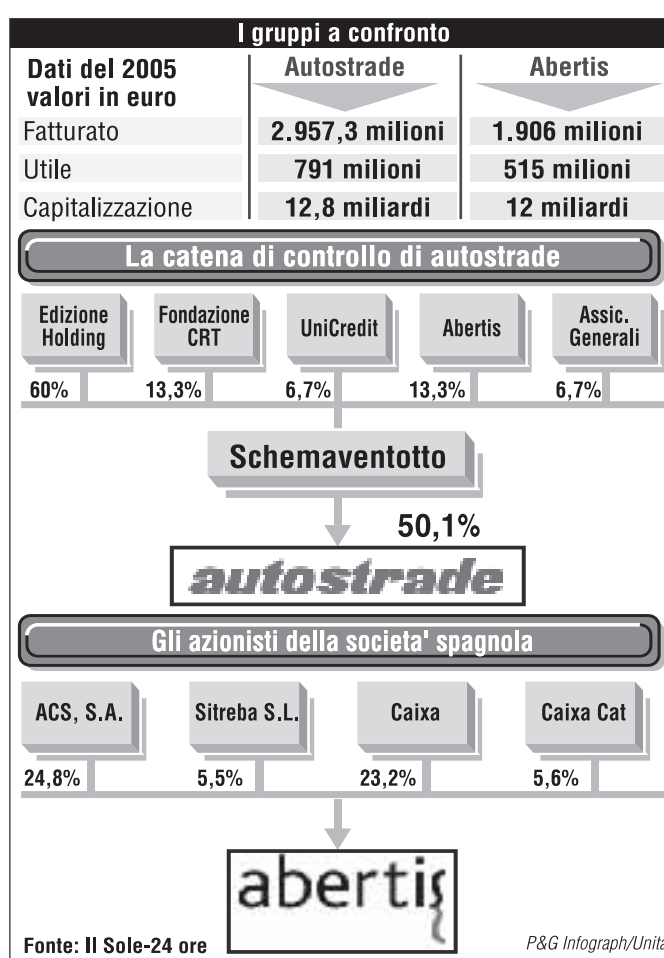 I gruppi a confronto
Dati del 2005
valori in euro
Autostrade
Abertis
Fatturato 2.957,3 milioni 1.906 milioni
Utile 791 milioni 515 milioni
Capitalizzazione 12,8 miliardi 12 miliardi
La catena di controllo di autostrade
Edizione
Holding
Fondazione
CRT
UniCredit
Abertis
Assic.
Generali
60% 13,3% 6,7% 13,3% 6,7%
Schemaventotto
50,1%
autostrade
Gli azionisti della societa' spagnola
ACS, S.A. Sitreba S.L. Caixa Caixa Cat
24,8% 5,5% 23,2% 5,6%
abertis
Fonte: Il Sole-24 ore
P&G Infograph/Unita